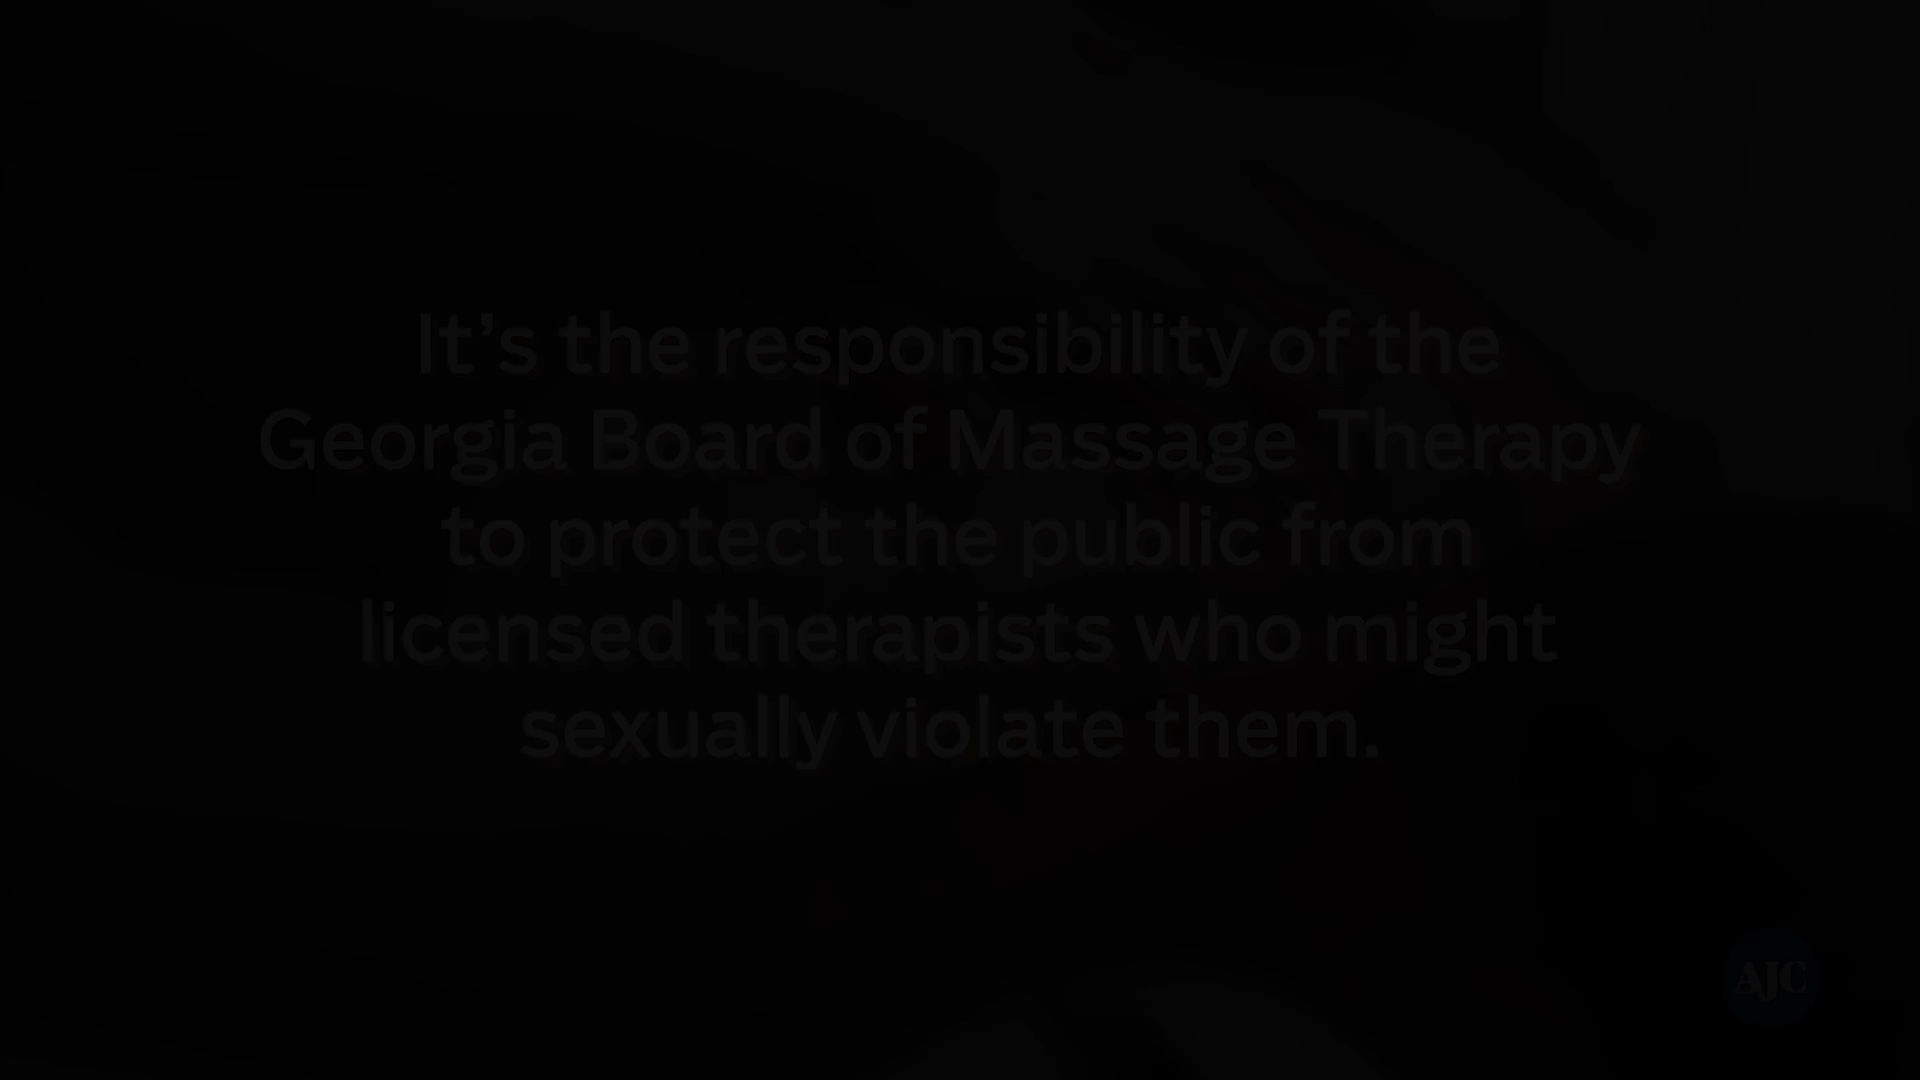 It’s the responsibility of the
Georgia Board of Massage Therapy
to protect the public from
licensed therapists who might
sexually violate them.
AJC